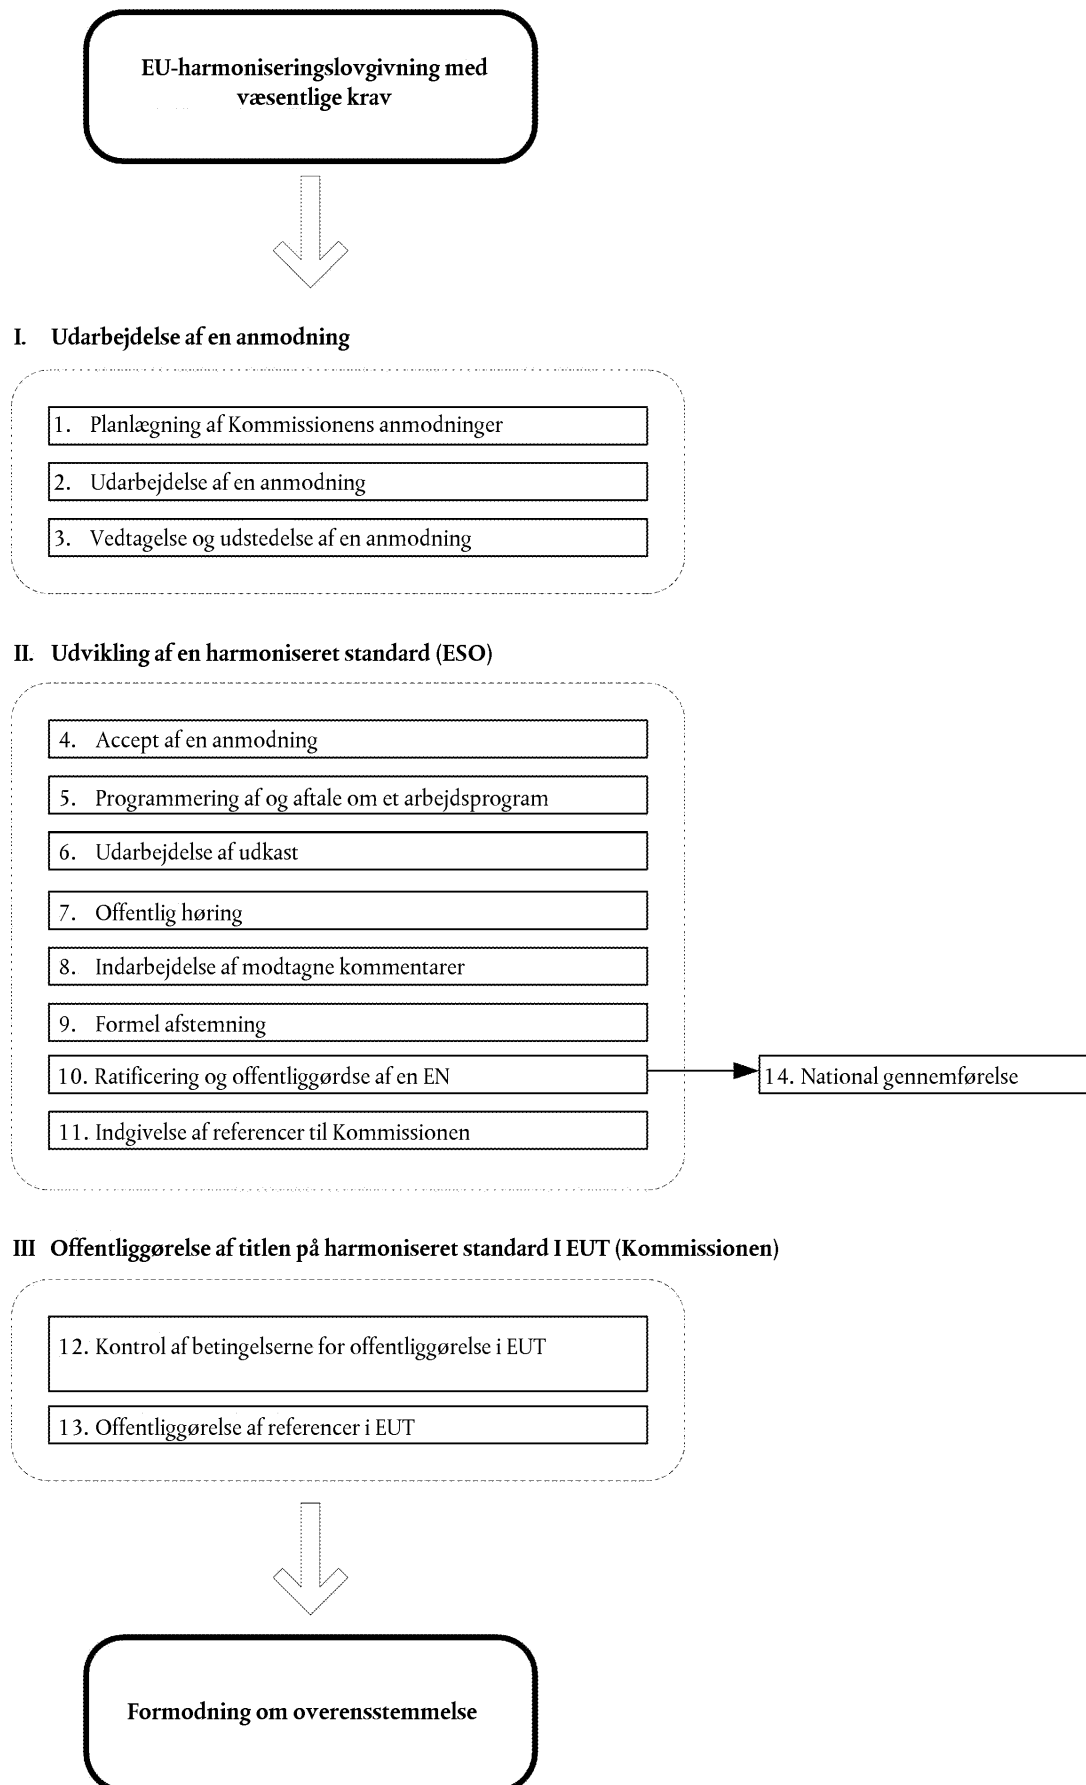 EU-harmoniseringslovgivning med
væsentlige krav
I. Udarbejdelse af en anmodning
1. Planlægning af Kommissionens anmodninger
2. Udarbejdelse af en anmodning
3. Vedtagelse og udstedelse af en anmodning
II. Udvikling af en harmoniseret standard (ESO)
4. Accept af en anmodning
5. Programmering af og aftale om et arbejdsprogram
6. Udarbejdelse af udkast
7. Offentlig høring
8. Indarbejdelse af modtagne kommentarer
9. Formel afstemning
10. Ratificering og offentliggørdse af en EN
14. National gennemførelse
11. Indgivelse af referencer til Kommissionen
III Offentliggørelse af titlen på harmoniseret standard I EUT (Kommissionen)
12. Kontrol af betingelserne for offentliggørelse i EUT
13. Offentliggørelse af referencer i EUT
Formodning om overensstemmelse